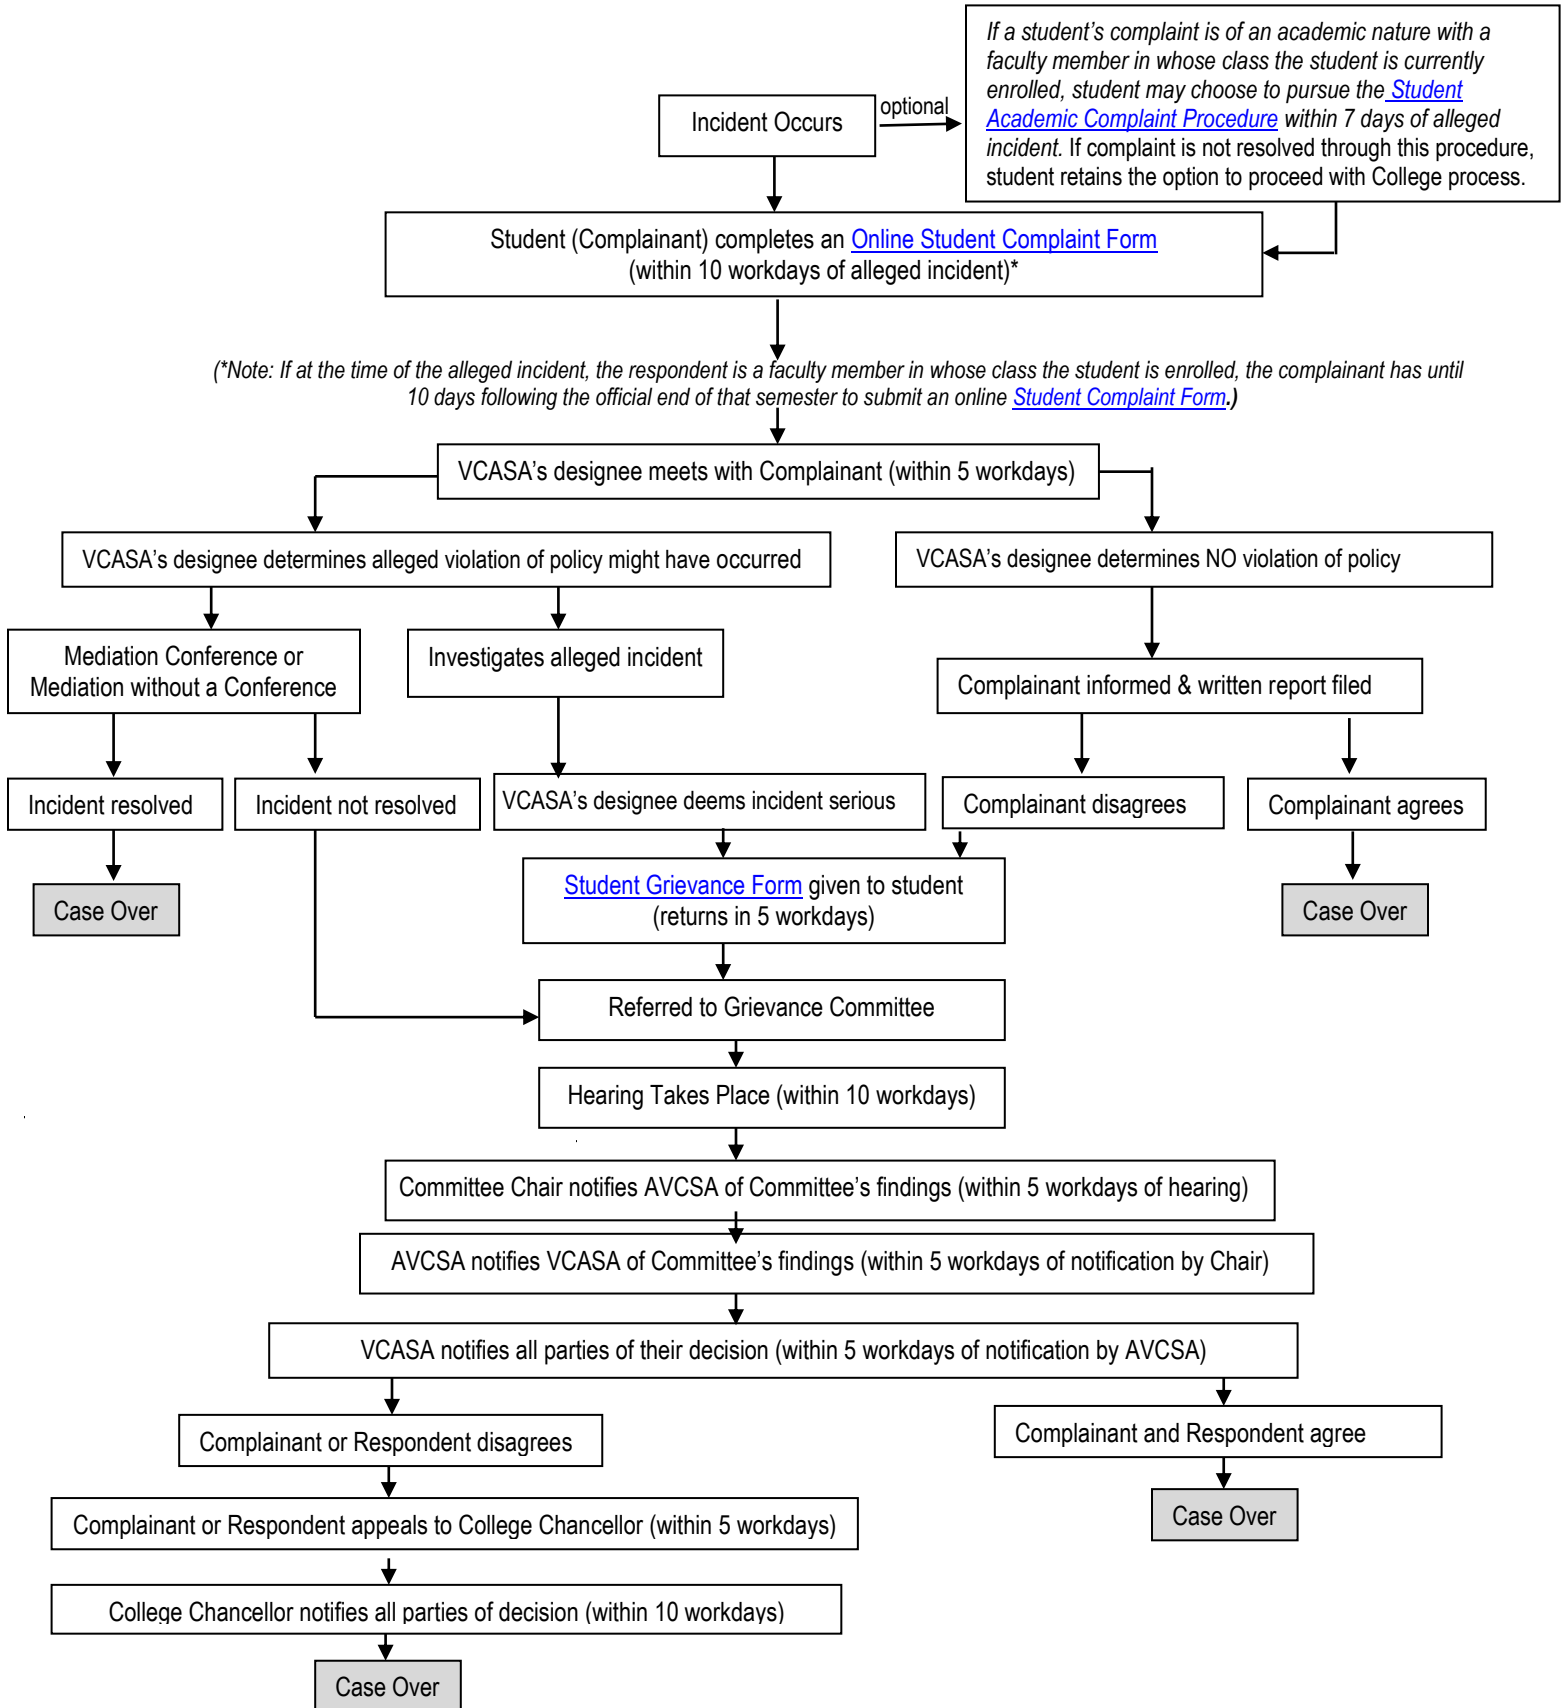 If a student’s complaint is of an academic nature with a
faculty member in whose class the student is currently
enrolled, student may choose to pursue the Student
Academic Complaint Procedure within 7 days of alleged
incident. If complaint is not resolved through this procedure,
student retains the option to proceed with College process.
Incident Occurs
optional
Student (Complainant) completes an Online Student Complaint Form
(within 10 workdays of alleged incident)*
(*Note: If at the time of the alleged incident, the respondent is a faculty member in whose class the student is enrolled, the complainant has until
10 days following the official end of that semester to submit an online Student Complaint Form.)
VCASA’s designee meets with Complainant (within 5 workdays)
VCASA’s designee determines alleged violation of policy might have occurred
VCASA’s designee determines NO violation of policy
Mediation Conference or
Mediation without a Conference
Investigates alleged incident
Complainant informed & written report filed
Incident resolved
Incident not resolved
VCASA’s designee deems incident serious
Complainant disagrees
Complainant agrees
Case Over
Student Grievance Form given to student
(returns in 5 workdays)
Case Over
Referred to Grievance Committee
Hearing Takes Place (within 10 workdays)
Committee Chair notifies AVCSA of Committee’s findings (within 5 workdays of hearing)
AVCSA notifies VCASA of Committee’s findings (within 5 workdays of notification by Chair)
VCASA notifies all parties of their decision (within 5 workdays of notification by AVCSA)
Complainant or Respondent disagrees
Complainant and Respondent agree
Complainant or Respondent appeals to College Chancellor (within 5 workdays)
Case Over
College Chancellor notifies all parties of decision (within 10 workdays)
Case Over